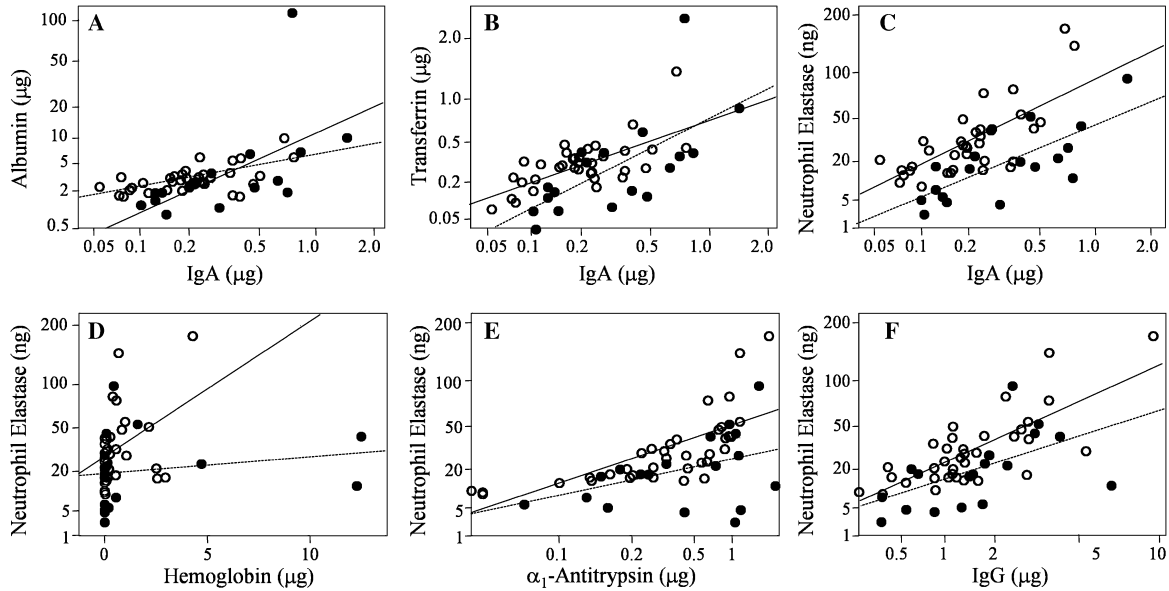 A
Albumin (µg)
100
50
20
10
5
2
0.5
0.05 0.1 0.2 0.5 1.0 2.0
IgA (µg)
B
Transferrin (µg)
2.0
1.0
0.5
0.2
0.05
0.05 0.1 0.2 0.5 1.0 2.0
IgA (µg)
C
Neutrophil Elastase (ng)
200
100
50
20
5
1
0.05 0.1 0.2 0.5 1.0 2.0
IgA (µg)
D
Neutrophil Elastase (ng)
200
100
50
20
5
1
0 5 10
Hemoglobin (µg)
E
Neutrophil Elastase (ng)
200
100
50
20
5
1
0.1 0.2 0.5 1
α₁-Antitrypsin (µg)
F
Neutrophil Elastase (ng)
200
100
50
20
5
1
0.5 1 2 5 10
IgG (µg)